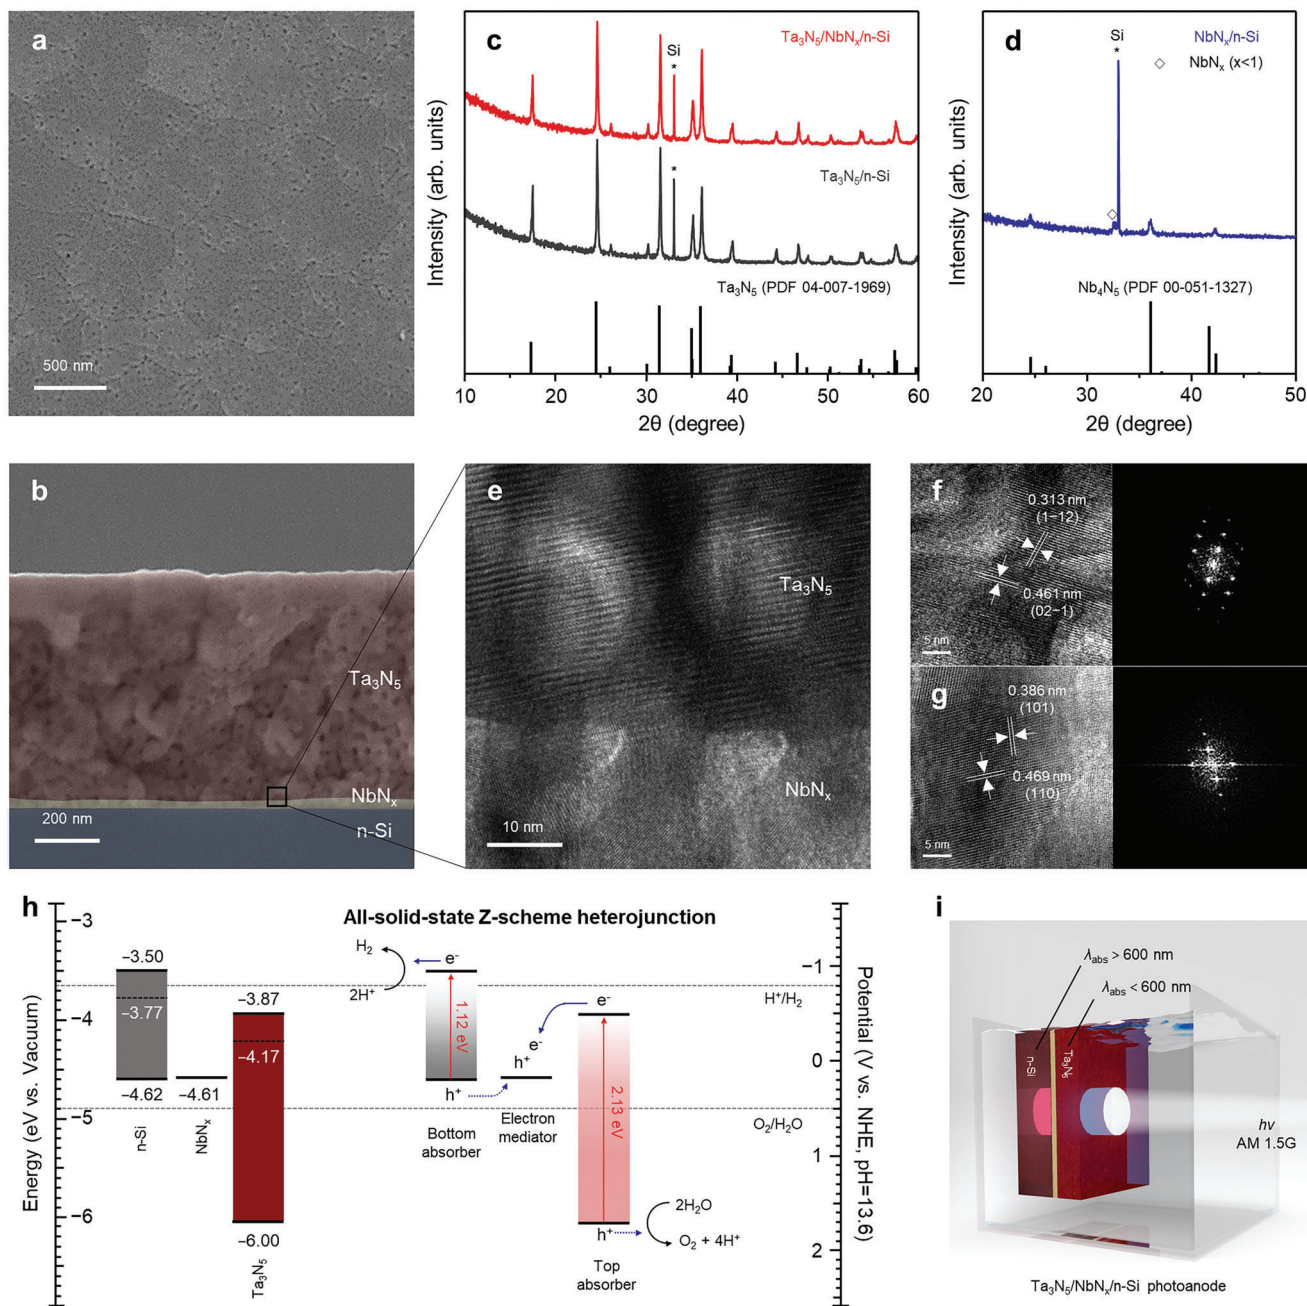 a
500 nm
c
Ta₃N₅/NbNₓ/n-Si
Si
*
Ta₃N₅/n-Si
*
Ta₃N₅ (PDF 04-007-1969)
Intensity (arb. units)
10 20 30 40 50 60
2θ (degree)
d
Si
*
NbNₓ/n-Si
◇ NbNₓ (x<1)
◇
Nb₄N₅ (PDF 00-051-1327)
Intensity (arb. units)
20 30 40 50
2θ (degree)
b
Ta₃N₅
NbNₓ
n-Si
200 nm
e
Ta₃N₅
NbNₓ
10 nm
f
0.313 nm
(1−12)
0.461 nm
(02−1)
5 nm
g
0.386 nm
(101)
0.469 nm
(110)
5 nm
h
All-solid-state Z-scheme heterojunction
Energy (eV vs. Vacuum)
−3
−4
−5
−6
−3.50
−3.77
−4.62
n-Si
−4.61
NbNₓ
−3.87
−4.17
−6.00
Ta₃N₅
H₂
2H⁺
e⁻
1.12 eV
h⁺
Bottom
absorber
e⁻
h⁺
Electron
mediator
e⁻
2.13 eV
h⁺
Top
absorber
2H₂O
O₂ + 4H⁺
H⁺/H₂
O₂/H₂O
−1
0
1
2
Potential (V vs. NHE, pH=13.6)
i
λabs > 600 nm
λabs < 600 nm
n-Si
Ta₃N₅
hv
AM 1.5G
Ta₃N₅/NbNₓ/n-Si photoanode